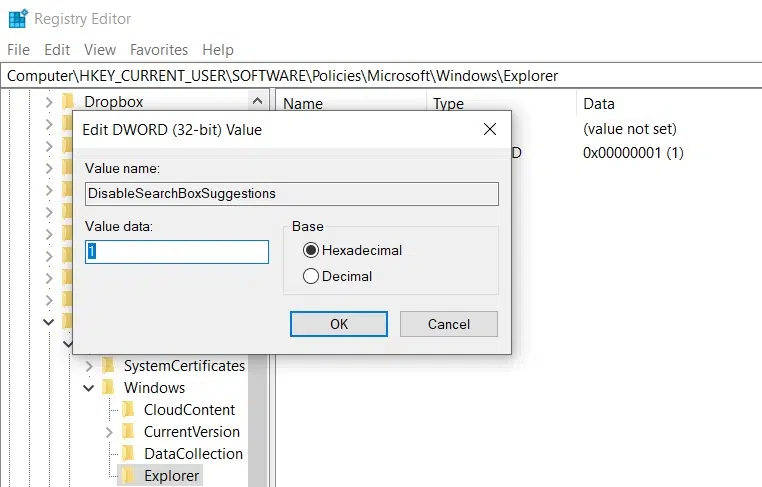 Registry Editor
File Edit View Favorites Help
Computer\HKEY_CURRENT_USER\SOFTWARE\Policies\Microsoft\Windows\Explorer
Dropbox
Name Type Data
(value not set)
D 0x00000001 (1)
Edit DWORD (32-bit) Value
Value name:
DisableSearchBoxSuggestions
Value data:
1
Base
Hexadecimal
Decimal
OK Cancel
SystemCertificates
Windows
CloudContent
CurrentVersion
DataCollection
Explorer